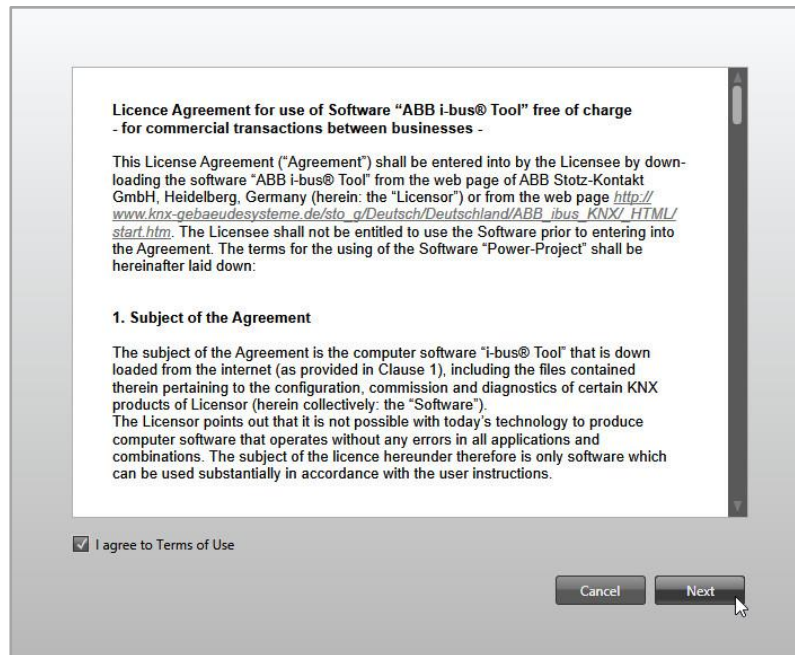 Licence Agreement for use of Software “ABB i-bus® Tool” free of charge
- for commercial transactions between businesses -
This License Agreement (“Agreement”) shall be entered into by the Licensee by down-
loading the software “ABB i-bus® Tool” from the web page of ABB Stotz-Kontakt
GmbH, Heidelberg, Germany (herein: the “Licensor”) or from the web page http://
www.knx-gebaeudesysteme.de/sto_g/Deutsch/Deutschland/ABB_ibus_KNX/_HTML/
start.htm. The Licensee shall not be entitled to use the Software prior to entering into
the Agreement. The terms for the using of the Software “Power-Project” shall be
hereinafter laid down:
1. Subject of the Agreement
The subject of the Agreement is the computer software “i-bus® Tool” that is down
loaded from the internet (as provided in Clause 1), including the files contained
therein pertaining to the configuration, commission and diagnostics of certain KNX
products of Licensor (herein collectively: the “Software”).
The Licensor points out that it is not possible with today’s technology to produce
computer software that operates without any errors in all applications and
combinations. The subject of the licence hereunder therefore is only software which
can be used substantially in accordance with the user instructions.
I agree to Terms of Use
Cancel Next